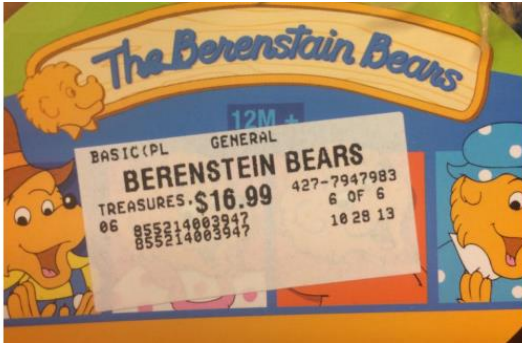 The Berenstain Bears
12M +
BASIC(PL GENERAL
BERENSTEIN BEARS
TREASURES. $16.99 427-7947983
06 855214003947 6 OF 6
855214003947 10 28 13